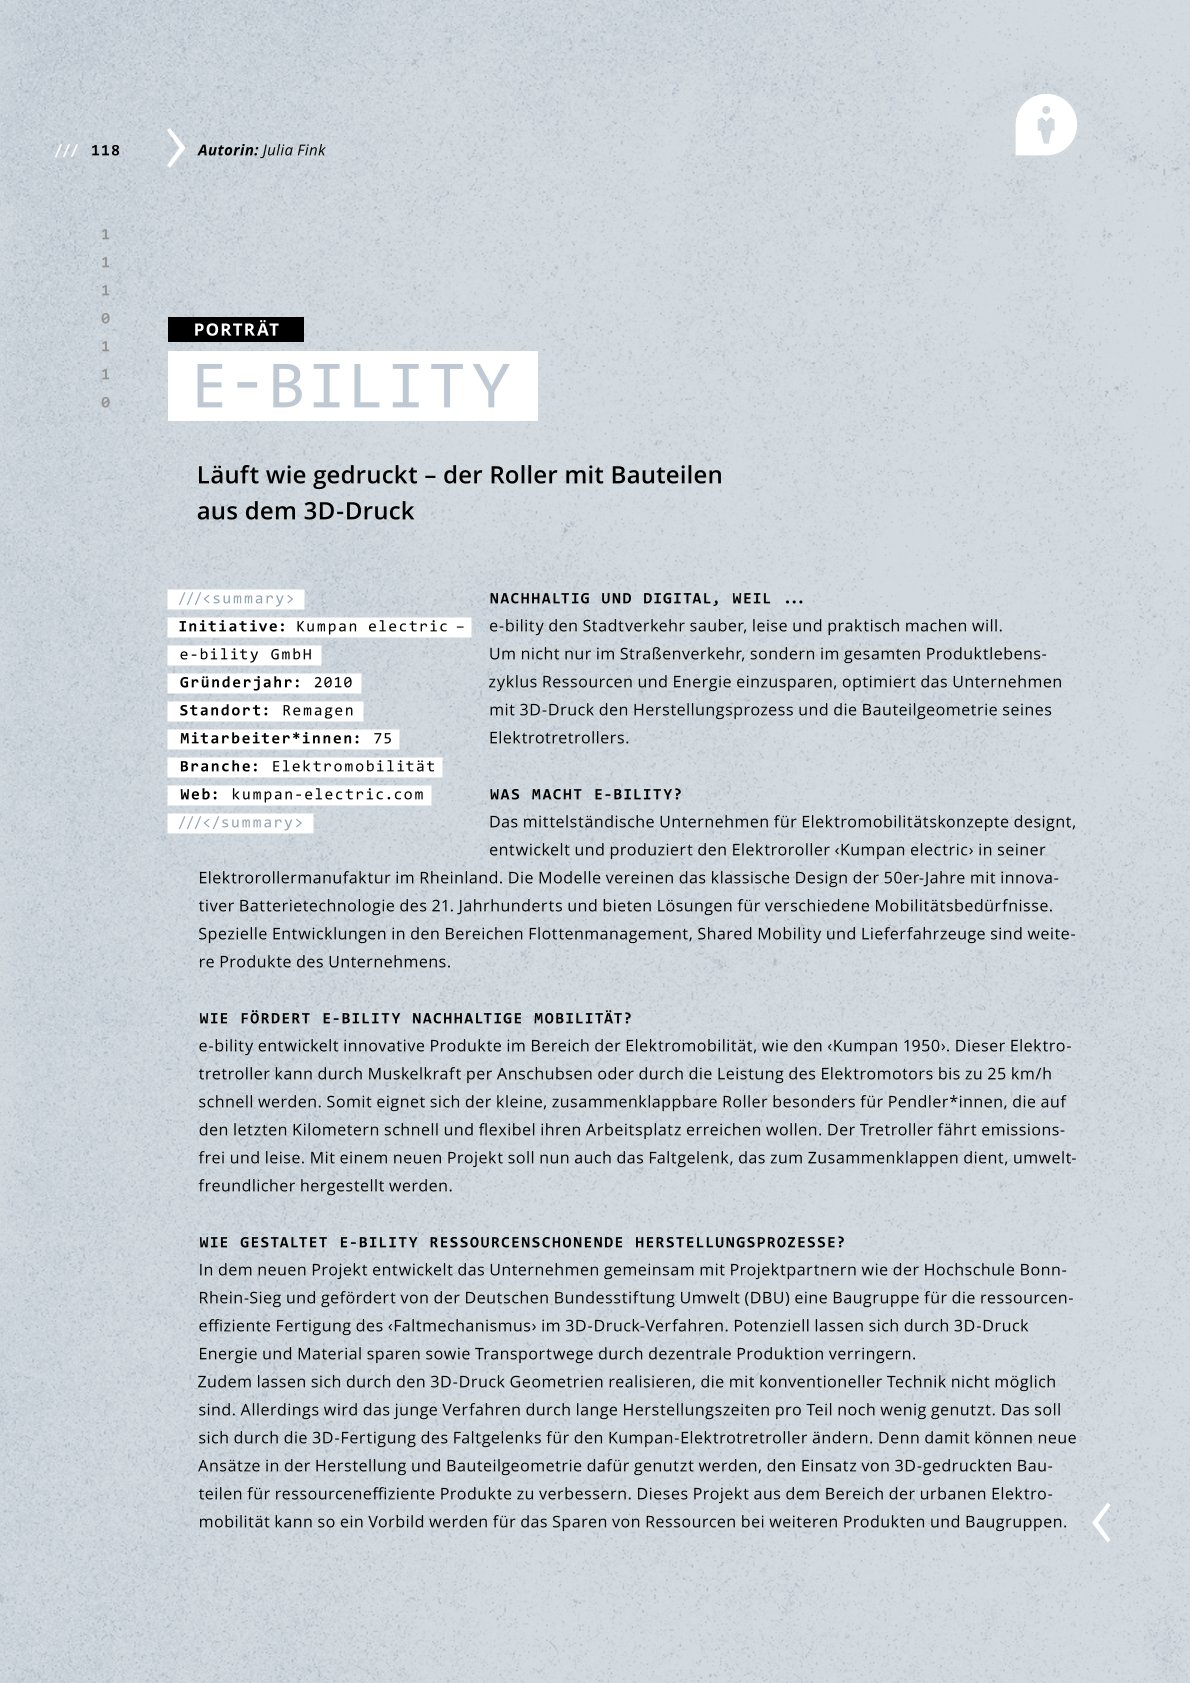 /// 118
Autorin: Julia Fink
1
1
1
0
1
1
0
PORTRÄT
E-BILITY
Läuft wie gedruckt – der Roller mit Bauteilen
aus dem 3D-Druck
///<summary>
Initiative: Kumpan electric –
e-bility GmbH
Gründerjahr: 2010
Standort: Remagen
Mitarbeiter*innen: 75
Branche: Elektromobilität
Web: kumpan-electric.com
///</summary>
NACHHALTIG UND DIGITAL, WEIL ...
e-bility den Stadtverkehr sauber, leise und praktisch machen will.
Um nicht nur im Straßenverkehr, sondern im gesamten Produktlebens-
zyklus Ressourcen und Energie einzusparen, optimiert das Unternehmen
mit 3D-Druck den Herstellungsprozess und die Bauteilgeometrie seines
Elektrotretrollers.
WAS MACHT E-BILITY?
Das mittelständische Unternehmen für Elektromobilitätskonzepte designt,
entwickelt und produziert den Elektroroller ‹Kumpan electric› in seiner
Elektrorollermanufaktur im Rheinland. Die Modelle vereinen das klassische Design der 50er-Jahre mit innova-
tiver Batterietechnologie des 21. Jahrhunderts und bieten Lösungen für verschiedene Mobilitätsbedürfnisse.
Spezielle Entwicklungen in den Bereichen Flottenmanagement, Shared Mobility und Lieferfahrzeuge sind weite-
re Produkte des Unternehmens.
WIE FÖRDERT E-BILITY NACHHALTIGE MOBILITÄT?
e-bility entwickelt innovative Produkte im Bereich der Elektromobilität, wie den ‹Kumpan 1950›. Dieser Elektro-
tretroller kann durch Muskelkraft per Anschubsen oder durch die Leistung des Elektromotors bis zu 25 km/h
schnell werden. Somit eignet sich der kleine, zusammenklappbare Roller besonders für Pendler*innen, die auf
den letzten Kilometern schnell und flexibel ihren Arbeitsplatz erreichen wollen. Der Tretroller fährt emissions-
frei und leise. Mit einem neuen Projekt soll nun auch das Faltgelenk, das zum Zusammenklappen dient, umwelt-
freundlicher hergestellt werden.
WIE GESTALTET E-BILITY RESSOURCENSCHONENDE HERSTELLUNGSPROZESSE?
In dem neuen Projekt entwickelt das Unternehmen gemeinsam mit Projektpartnern wie der Hochschule Bonn-
Rhein-Sieg und gefördert von der Deutschen Bundesstiftung Umwelt (DBU) eine Baugruppe für die ressourcen-
effiziente Fertigung des ‹Faltmechanismus› im 3D-Druck-Verfahren. Potenziell lassen sich durch 3D-Druck
Energie und Material sparen sowie Transportwege durch dezentrale Produktion verringern.
Zudem lassen sich durch den 3D-Druck Geometrien realisieren, die mit konventioneller Technik nicht möglich
sind. Allerdings wird das junge Verfahren durch lange Herstellungszeiten pro Teil noch wenig genutzt. Das soll
sich durch die 3D-Fertigung des Faltgelenks für den Kumpan-Elektrotretroller ändern. Denn damit können neue
Ansätze in der Herstellung und Bauteilgeometrie dafür genutzt werden, den Einsatz von 3D-gedruckten Bau-
teilen für ressourceneffiziente Produkte zu verbessern. Dieses Projekt aus dem Bereich der urbanen Elektro-
mobilität kann so ein Vorbild werden für das Sparen von Ressourcen bei weiteren Produkten und Baugruppen.